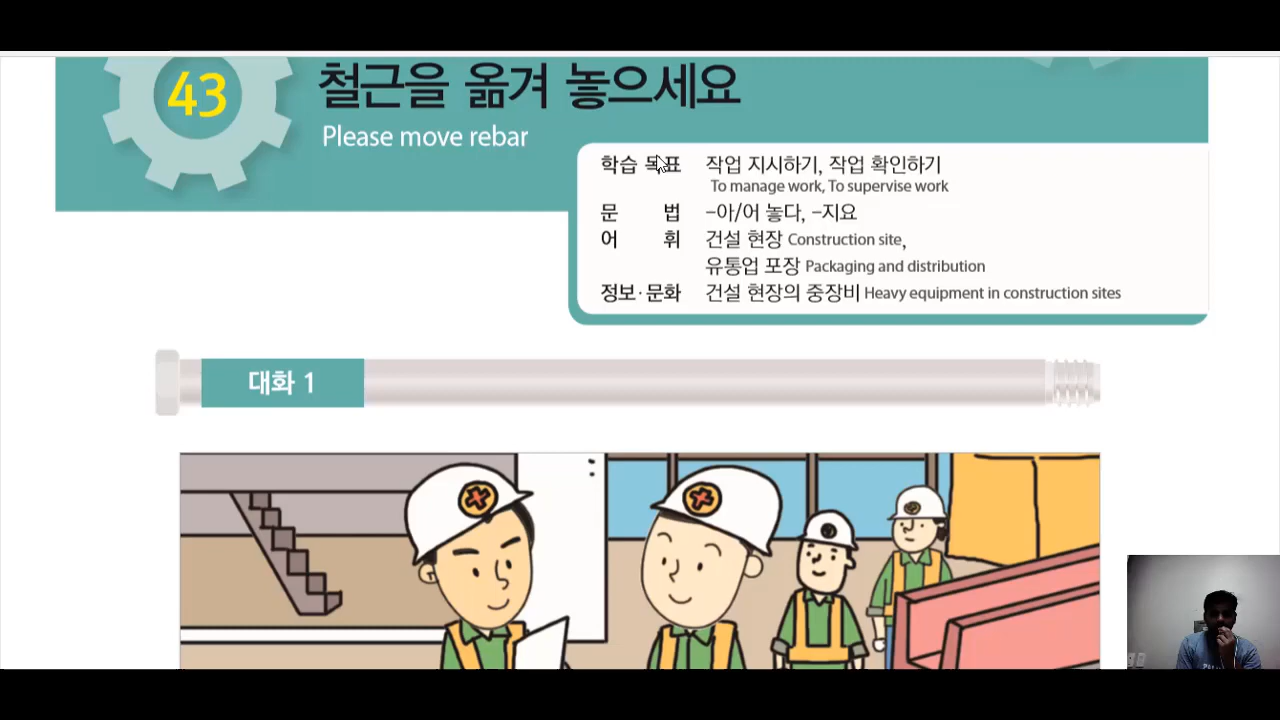 43
철근을 옮겨 놓으세요
Please move rebar
학습 목표 작업 지시하기, 작업 확인하기
To manage work, To supervise work
문 법 –아/어 놓다, –지요
어 휘 건설 현장 Construction site,
유통업 포장 Packaging and distribution
정보·문화 건설 현장의 중장비 Heavy equipment in construction sites
대화 1